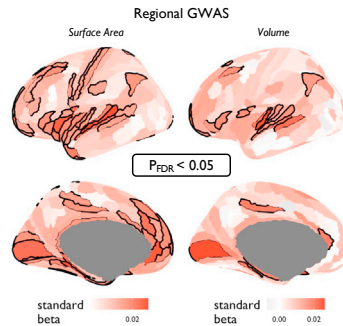 Regional GWAS
Surface Area
Volume
PFDR < 0.05
standard
beta
0.02
standard
beta
0.00
0.02